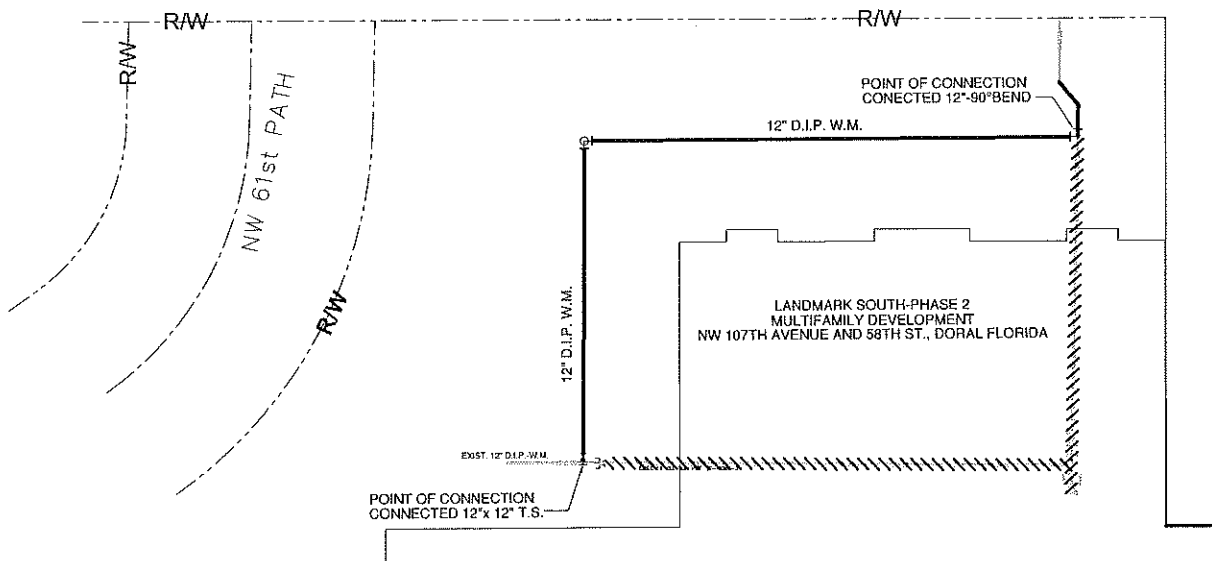 R/W
R/W
R/W
NW 61st PATH
R/W
POINT OF CONNECTION
CONECTED 12"-90°BEND
12" D.I.P. W.M.
12" D.I.P. W.M.
LANDMARK SOUTH-PHASE 2
MULTIFAMILY DEVELOPMENT
NW 107TH AVENUE AND 58TH ST., DORAL FLORIDA
EXIST. 12" D.I.P.-W.M.
POINT OF CONNECTION
CONNECTED 12"x 12" T.S.